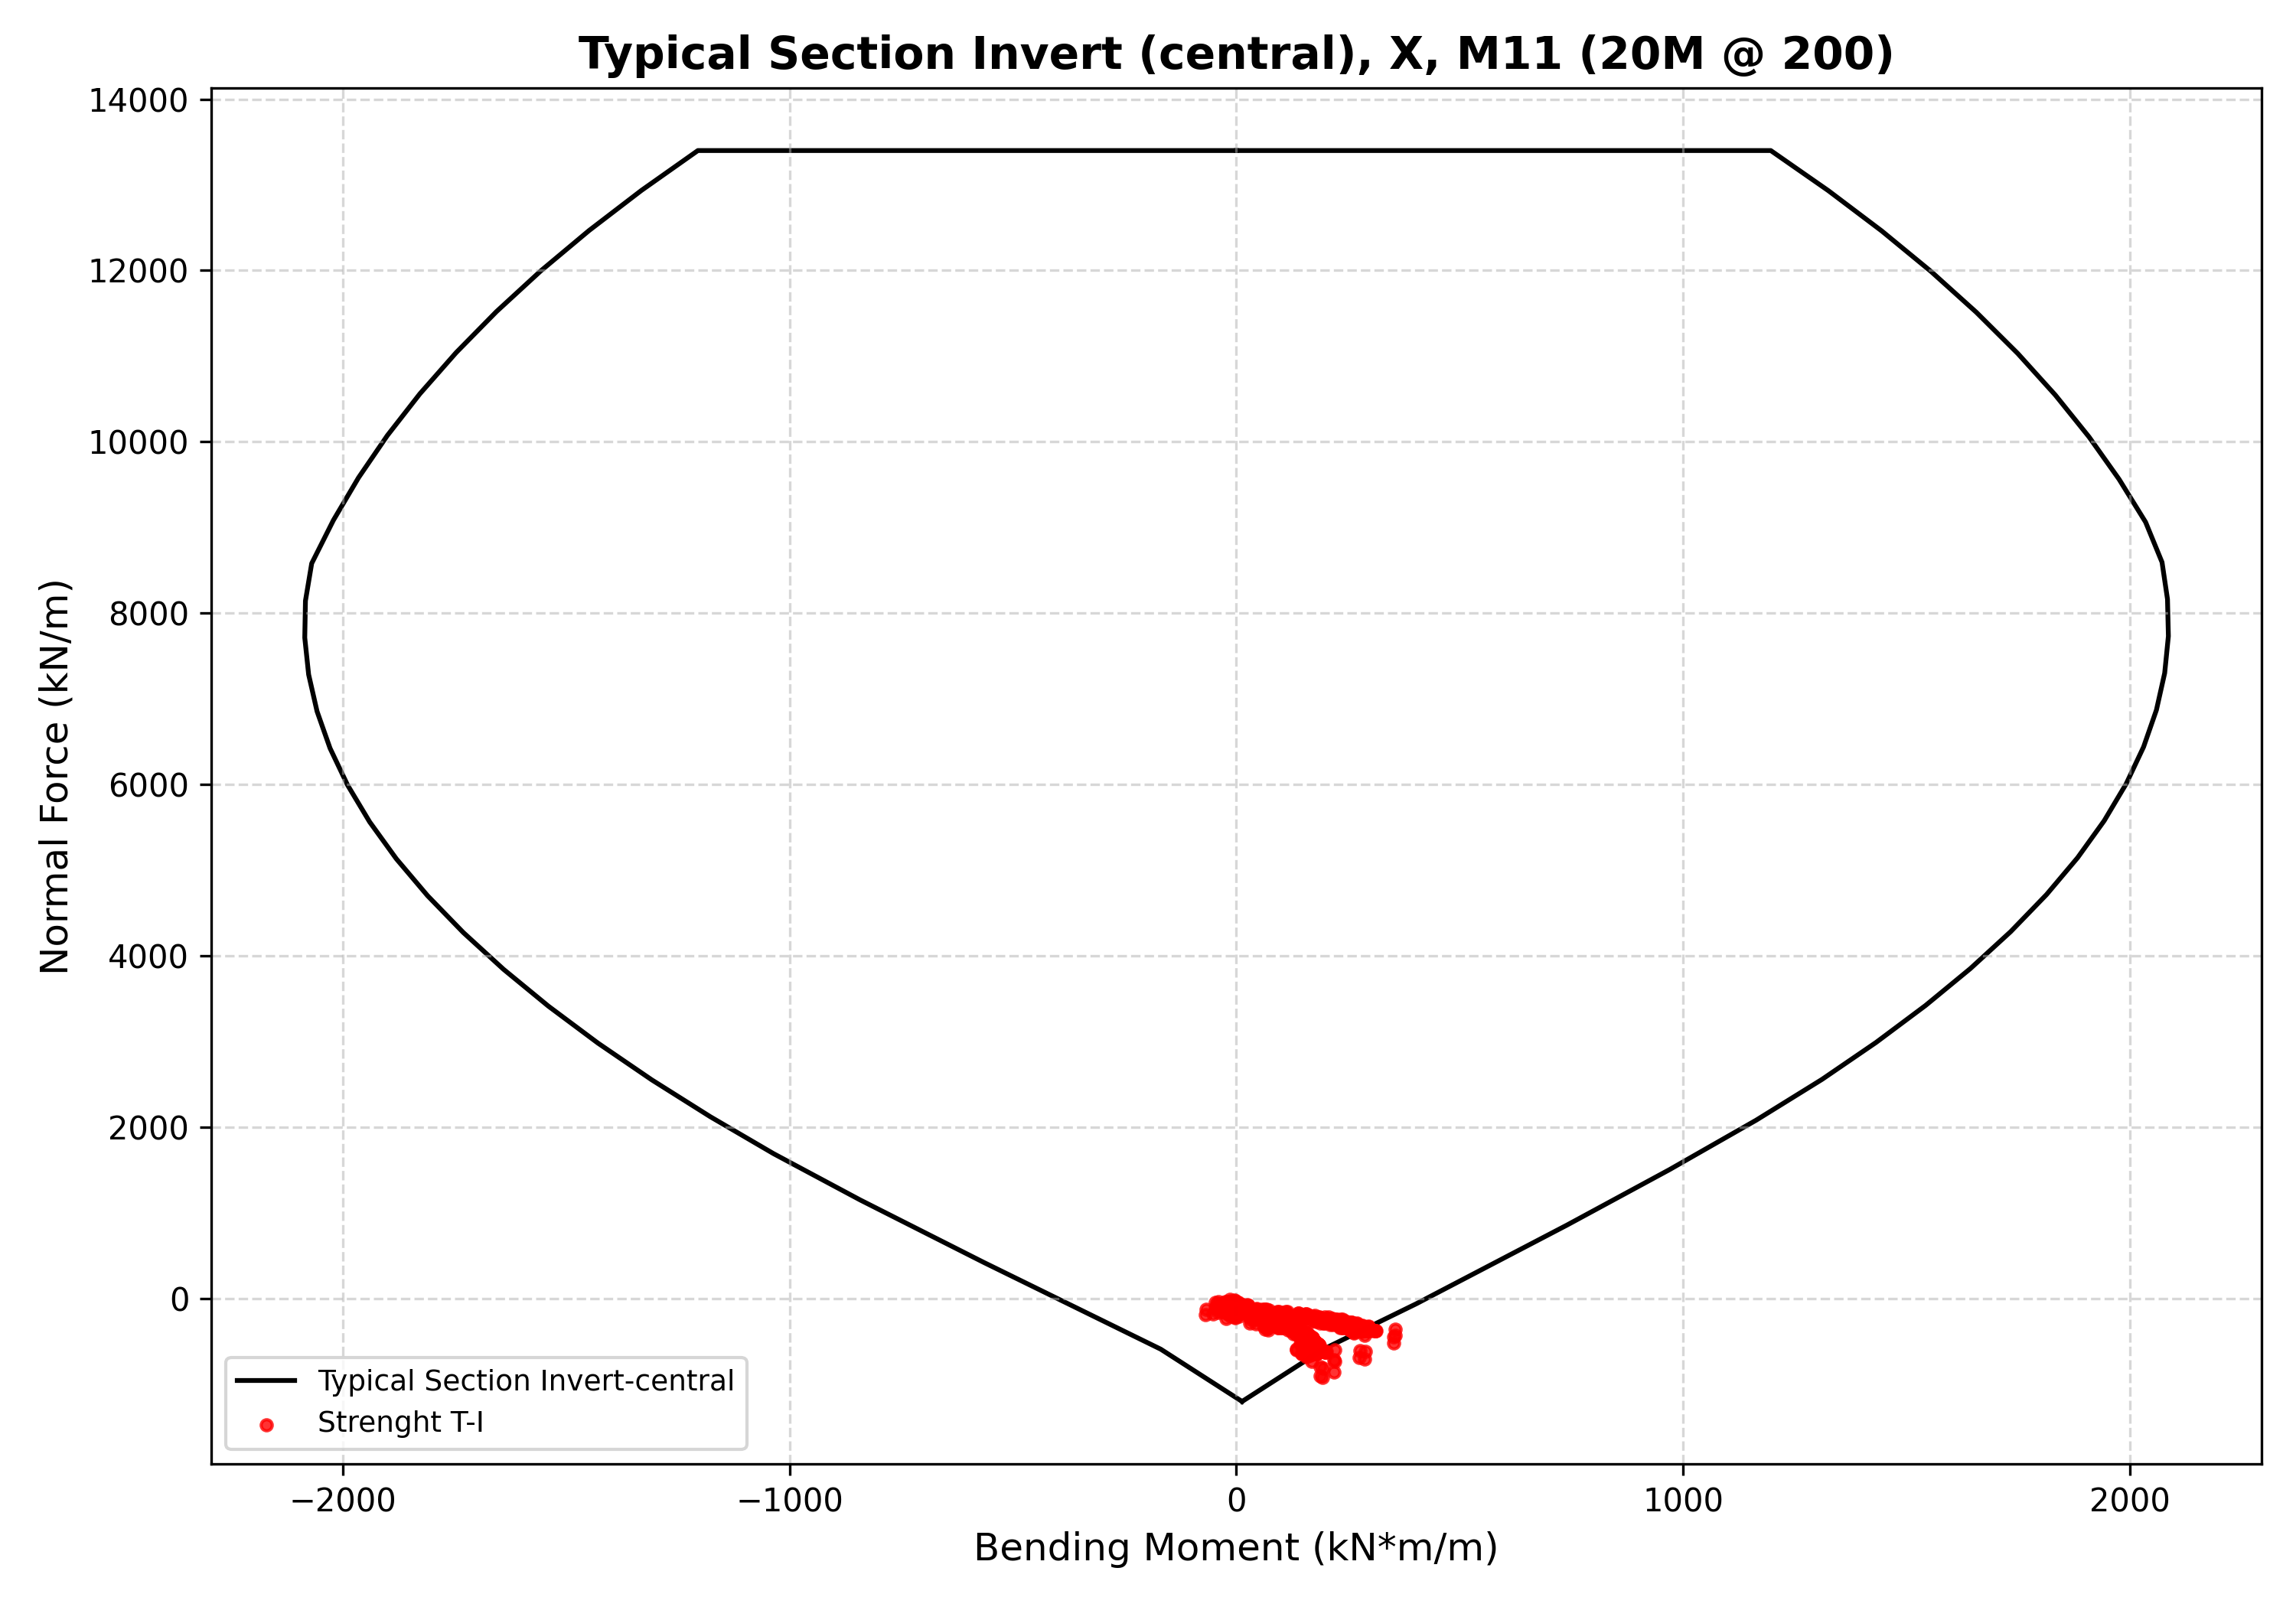 Typical Section Invert (central), X, M11 (20M @ 200)
14000
12000
10000
8000
6000
4000
2000
0
Normal Force (kN/m)
Typical Section Invert-central
Strenght T-I
−2000
−1000
0
1000
2000
Bending Moment (kN*m/m)